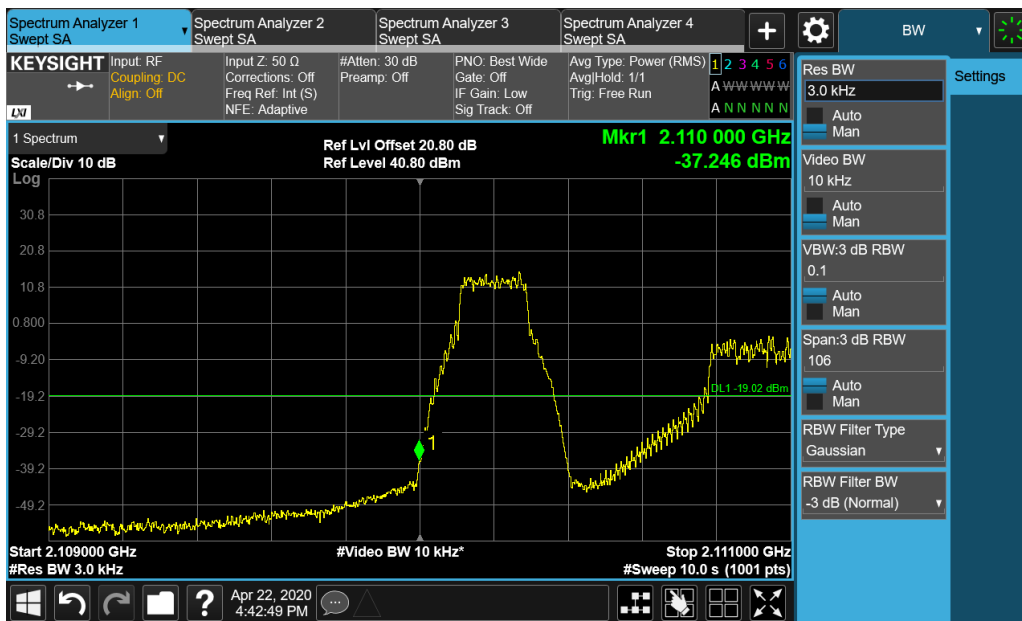 Spectrum Analyzer 1
Swept SA
Spectrum Analyzer 2
Swept SA
Spectrum Analyzer 3
Swept SA
Spectrum Analyzer 4
Swept SA
+
BW
KEYSIGHT
LXI
Input: RF
Coupling: DC
Align: Off
Input Z: 50 Ω
Corrections: Off
Freq Ref: Int (S)
NFE: Adaptive
#Atten: 30 dB
Preamp: Off
PNO: Best Wide
Gate: Off
IF Gain: Low
Sig Track: Off
Avg Type: Power (RMS)
Avg|Hold: 1/1
Trig: Free Run
1 2 3 4 5 6
A W W W W W
A N N N N N
1 Spectrum
Scale/Div 10 dB
Log
Ref Lvl Offset 20.80 dB
Ref Level 40.80 dBm
Mkr1 2.110 000 GHz
-37.246 dBm
30.8
20.8
10.8
0.800
-9.20
-19.2
-29.2
-39.2
-49.2
DL1 -19.02 dBm
1
Start 2.109000 GHz
#Res BW 3.0 kHz
#Video BW 10 kHz*
Stop 2.111000 GHz
#Sweep 10.0 s (1001 pts)
Res BW
3.0 kHz
Auto
Man
Video BW
10 kHz
Auto
Man
VBW:3 dB RBW
0.1
Auto
Man
Span:3 dB RBW
106
Auto
Man
RBW Filter Type
Gaussian
RBW Filter BW
-3 dB (Normal)
Settings
?
Apr 22, 2020
4:42:49 PM